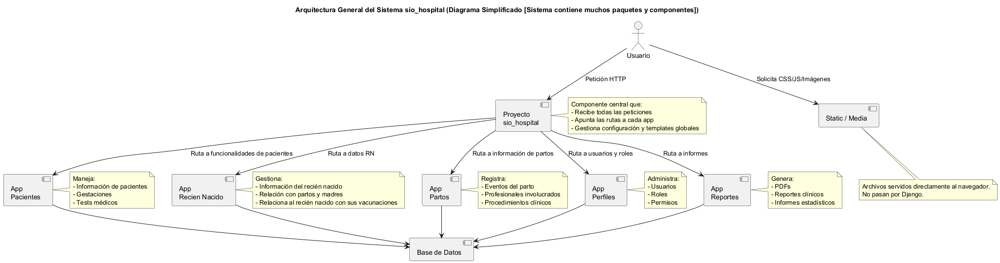 Arquitectura General del Sistema sio_hospital (Diagrama Simplificado [Sistema contiene muchos paquetes y componentes])
Usuario
Petición HTTP
Solicita CSS/JS/Imágenes
Proyecto
sio_hospital
Componente central que:
- Recibe todas las peticiones
- Apunta las rutas a cada app
- Gestiona configuración y templates globales
Static / Media
Ruta a funcionalidades de pacientes
Ruta a datos RN
Ruta a información de partos
Ruta a usuarios y roles
Ruta a informes
App
Pacientes
Maneja:
- Información de pacientes
- Gestaciones
- Tests médicos
App
Recien Nacido
Gestiona:
- Información del recién nacido
- Relación con partos y madres
- Relaciona al recién nacido con sus vacunaciones
App
Partos
Registra:
- Eventos del parto
- Profesionales involucrados
- Procedimientos clínicos
App
Perfiles
Administra:
- Usuarios
- Roles
- Permisos
App
Reportes
Genera:
- PDFs
- Reportes clínicos
- Informes estadísticos
Archivos servidos directamente al navegador.
No pasan por Django.
Base de Datos